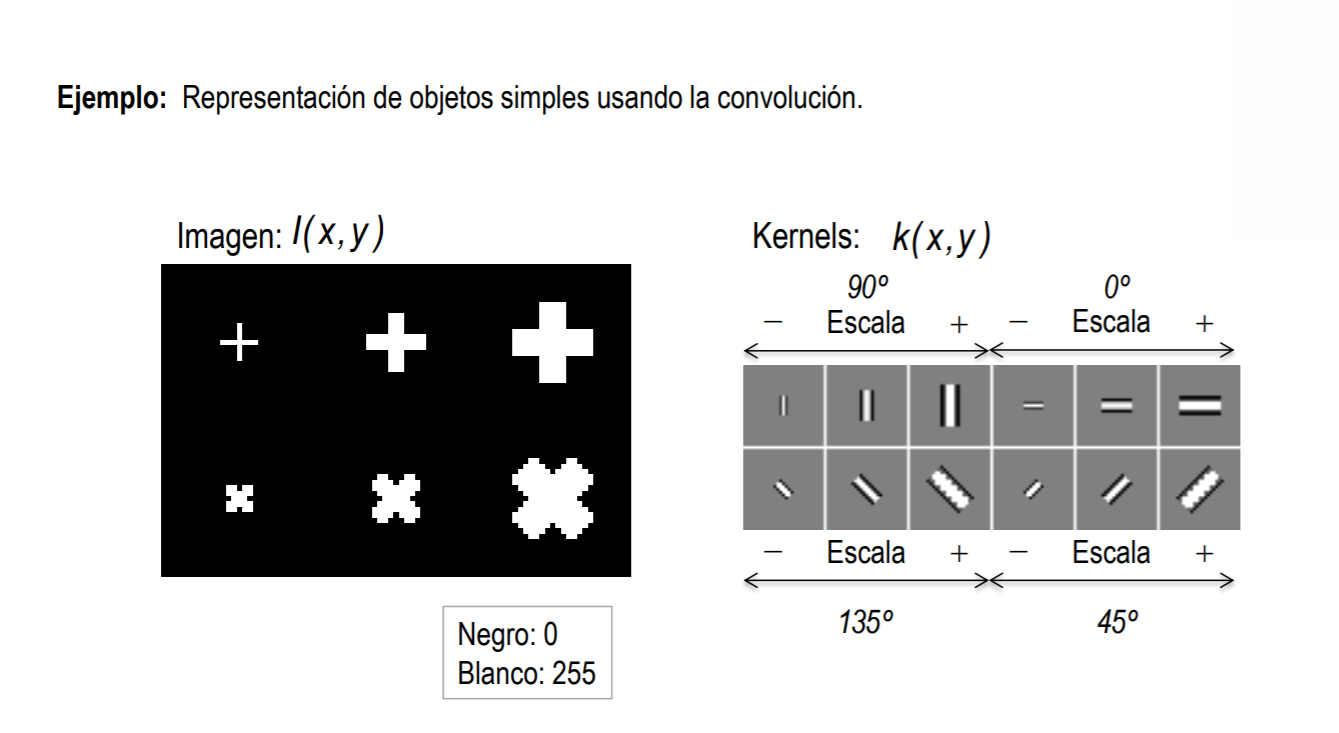 Ejemplo: Representación de objetos simples usando la convolución.
Imagen: I(x,y)
Kernels: k(x,y)
90º 0º
− Escala + − Escala +
− Escala + − Escala +
135º 45º
Negro: 0
Blanco: 255